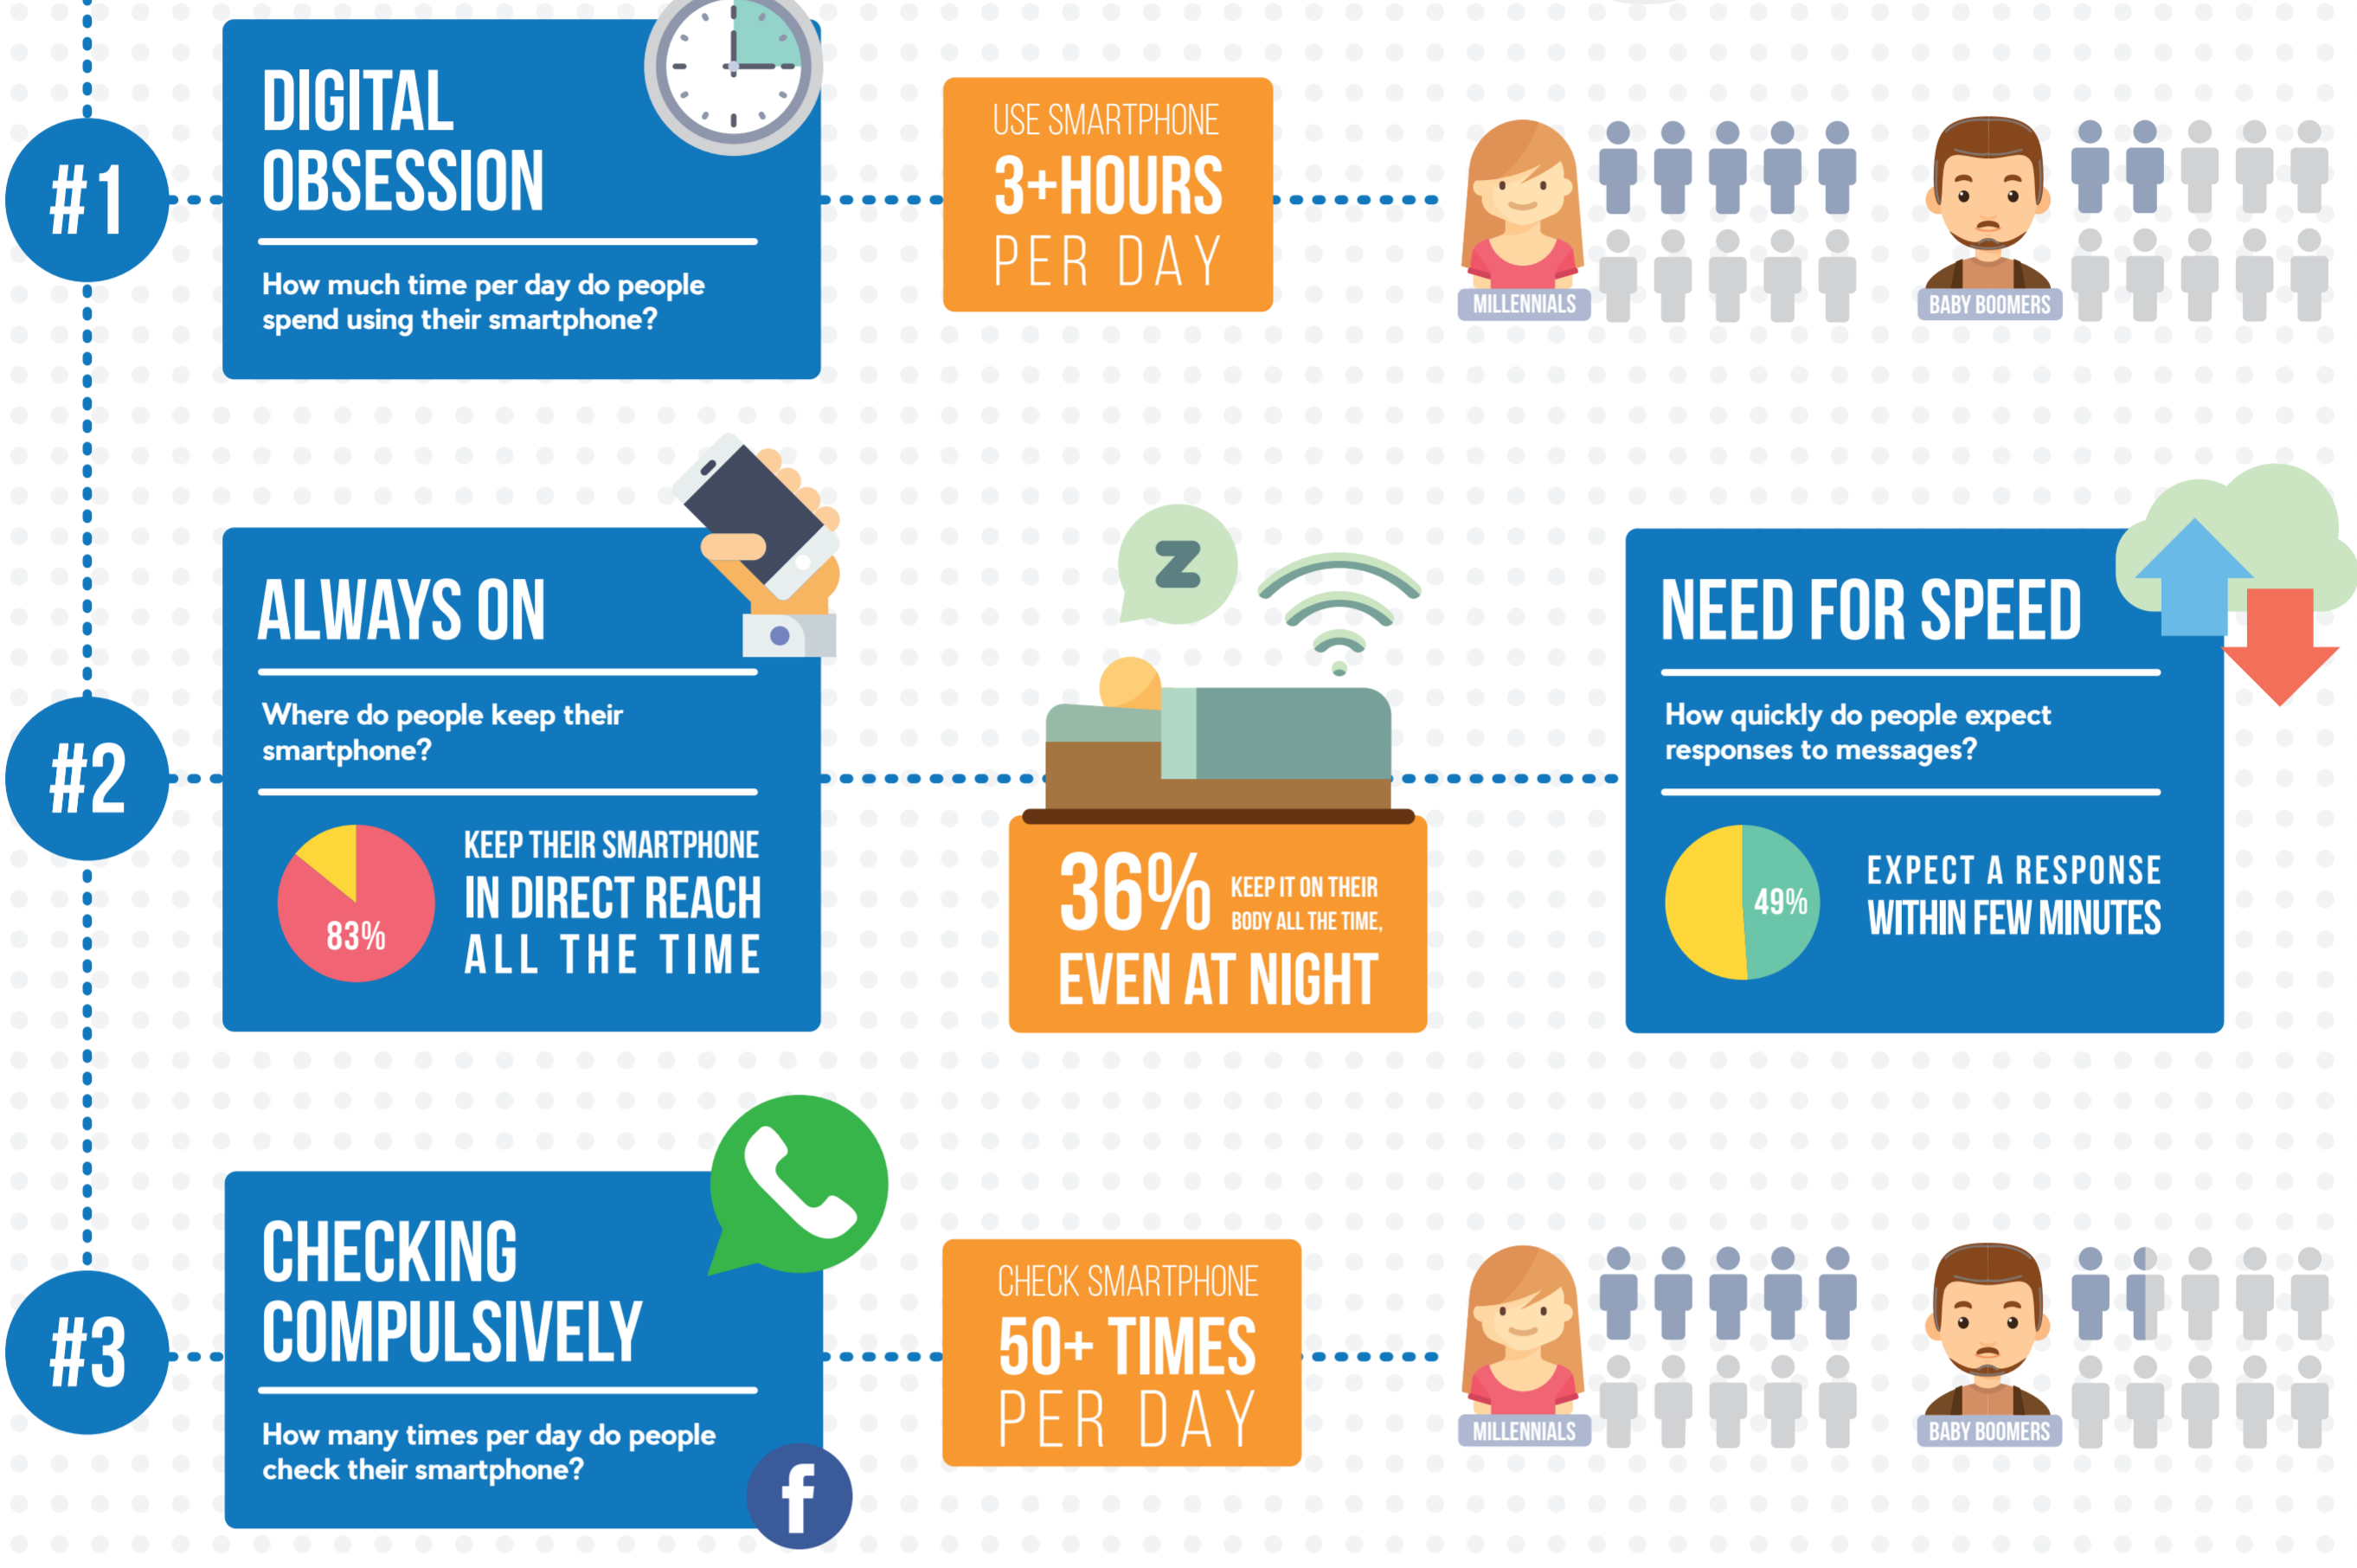 #1
DIGITAL
OBSESSION
How much time per day do people
spend using their smartphone?
USE SMARTPHONE
3+HOURS
PER DAY
MILLENNIALS
BABY BOOMERS
#2
ALWAYS ON
Where do people keep their
smartphone?
83%
KEEP THEIR SMARTPHONE
IN DIRECT REACH
ALL THE TIME
Z
36%
KEEP IT ON THEIR
BODY ALL THE TIME,
EVEN AT NIGHT
NEED FOR SPEED
How quickly do people expect
responses to messages?
49%
EXPECT A RESPONSE
WITHIN FEW MINUTES
#3
CHECKING
COMPULSIVELY
How many times per day do people
check their smartphone?
f
CHECK SMARTPHONE
50+ TIMES
PER DAY
MILLENNIALS
BABY BOOMERS